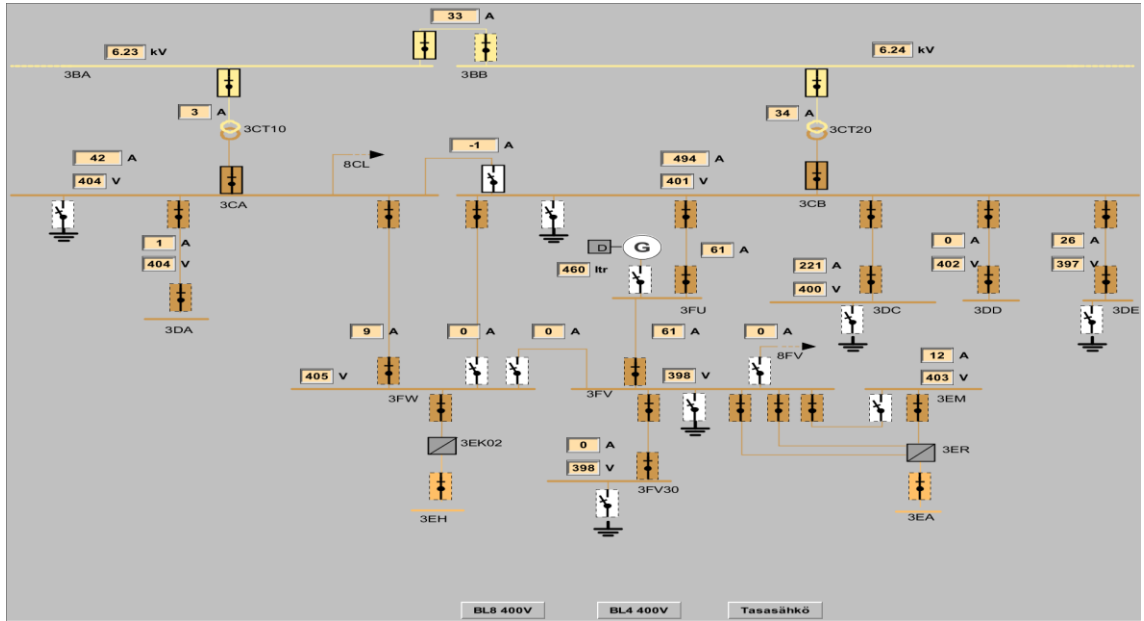 33 A
6.23 kV
6.24 kV
3BA
3BB
3 A
3CT10
34 A
3CT20
42 A
8CL
-1 A
494 A
404 V
401 V
3CA
3CB
D
G
1 A
61 A
0 A
26 A
404 V
460 ltr
221 A
402 V
397 V
400 V
3FU
3DC
3DD
3DE
3DA
9 A
0 A
0 A
61 A
0 A
8FV
12 A
405 V
398 V
403 V
3FW
3FV
3EM
3EK02
0 A
3ER
398 V
3FV30
3EH
3EA
BL8 400V
BL4 400V
Tasasähkö